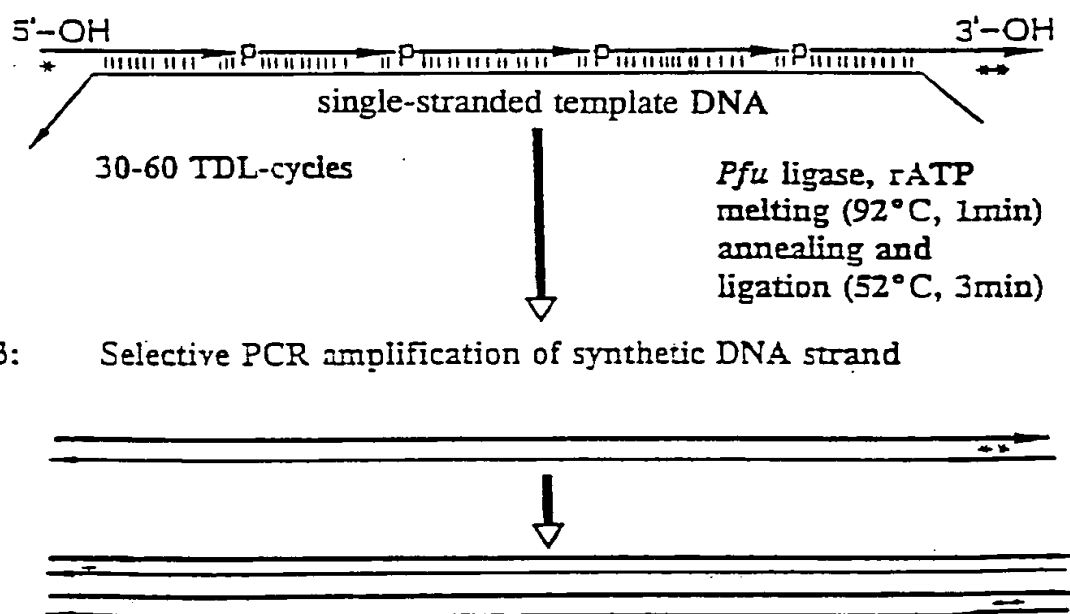 5'-OH 3'-OH
P P P P
* **
single-stranded template DNA
30-60 TDL-cycles
Pfu ligase, rATP
melting (92°C, 1min)
annealing and
ligation (52°C, 3min)
3: Selective PCR amplification of synthetic DNA strand